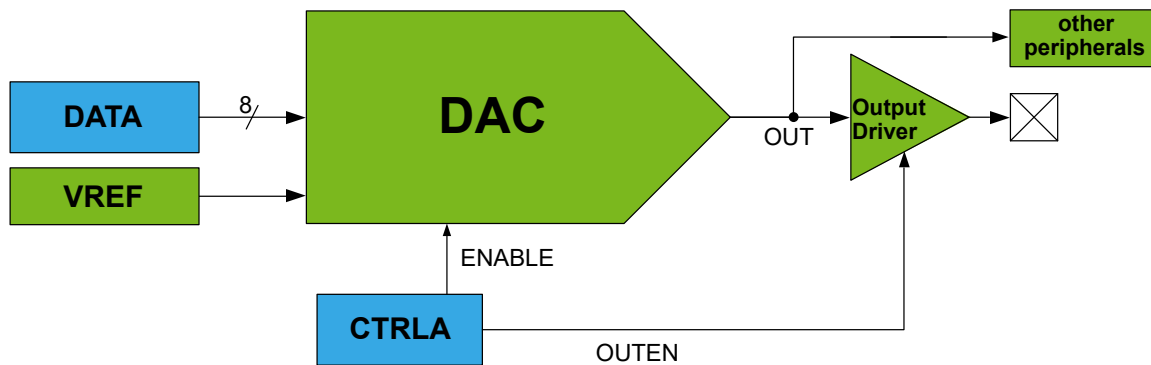 other
peripherals
DATA
8
DAC
OUT
Output
Driver
VREF
ENABLE
CTRLA
OUTEN